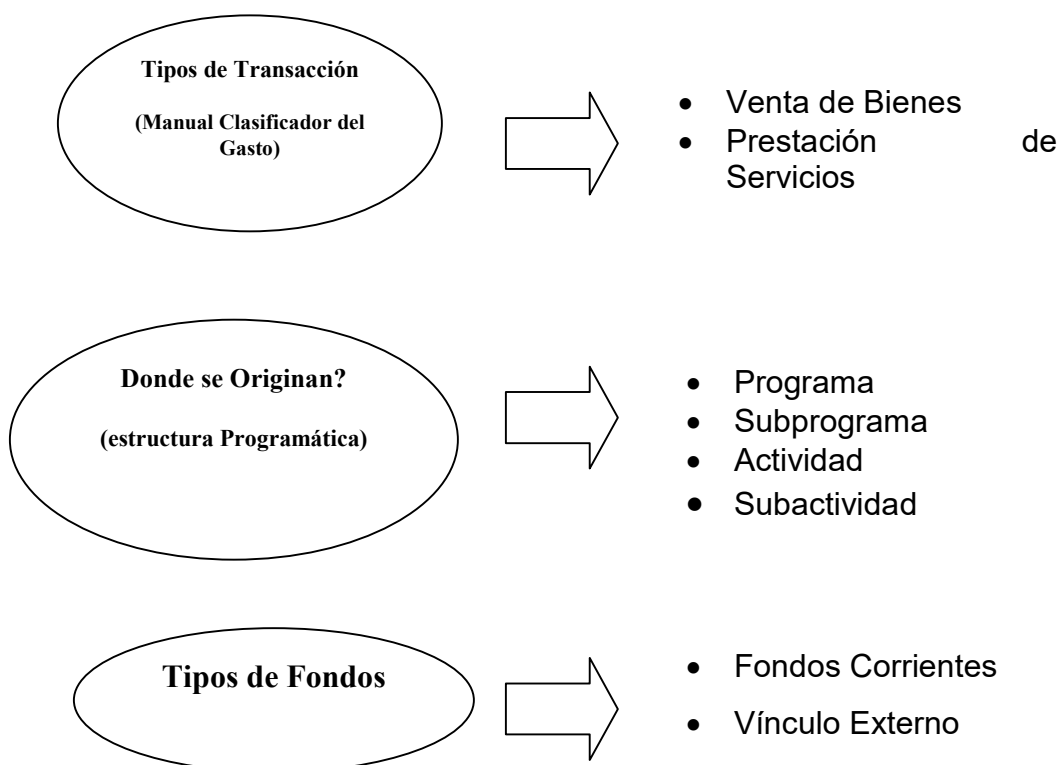 Tipos de Transacción
(Manual Clasificador del
Gasto)
• Venta de Bienes
• Prestación de
Servicios
Donde se Originan?
(estructura Programática)
• Programa
• Subprograma
• Actividad
• Subactividad
Tipos de Fondos
• Fondos Corrientes
• Vínculo Externo